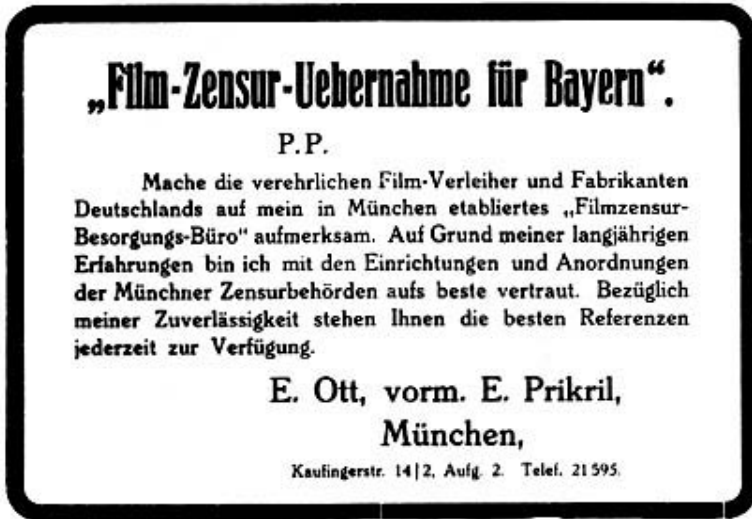 „Film-Zensur-Uebernahme für Bayern“.
P.P.
Mache die verehrlichen Film-Verleiher und Fabrikanten
Deutschlands auf mein in München etabliertes „Filmzensur-
Besorgungs-Büro“ aufmerksam. Auf Grund meiner langjährigen
Erfahrungen bin ich mit den Einrichtungen und Anordnungen
der Münchner Zensurbehörden aufs beste vertraut. Bezüglich
meiner Zuverlässigkeit stehen Ihnen die besten Referenzen
jederzeit zur Verfügung.
E. Ott, vorm. E. Prikril,
München,
Kaufingerstr. 14|2, Aufg. 2. Telef. 21595.